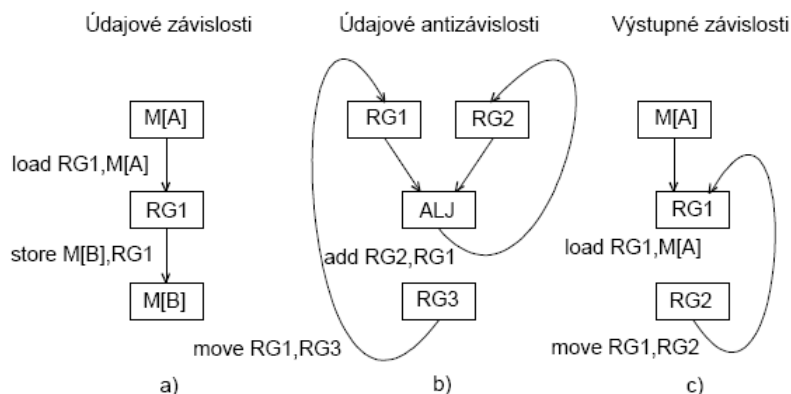 Údajové závislosti
M[A]
load RG1,M[A]
RG1
store M[B],RG1
M[B]
a)
Údajové antizávislosti
RG1
RG2
ALJ
add RG2,RG1
RG3
move RG1,RG3
b)
Výstupné závislosti
M[A]
RG1
load RG1,M[A]
RG2
move RG1,RG2
c)